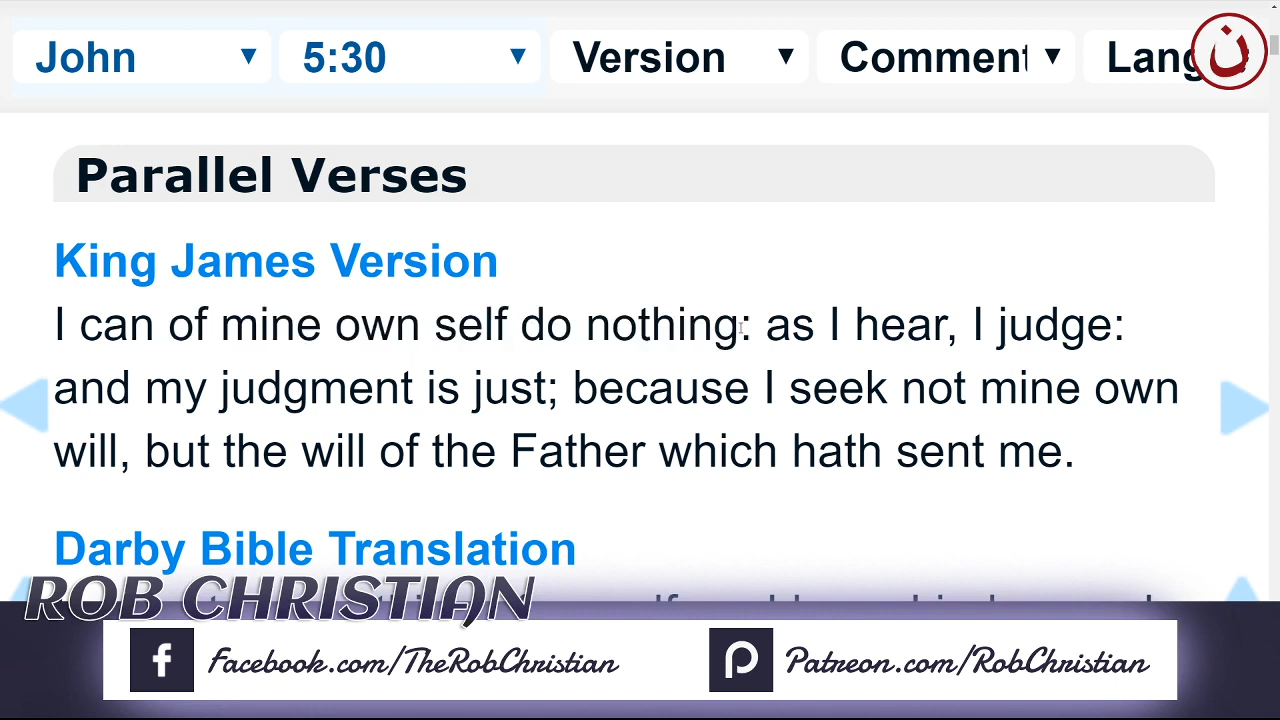 John 5:30 Version Comment Lang
ن
Parallel Verses
King James Version
I can of mine own self do nothing: as I hear, I judge:
and my judgment is just; because I seek not mine own
will, but the will of the Father which hath sent me.
Darby Bible Translation
ROB CHRISTIAN
Facebook.com/TheRobChristian Patreon.com/RobChristian